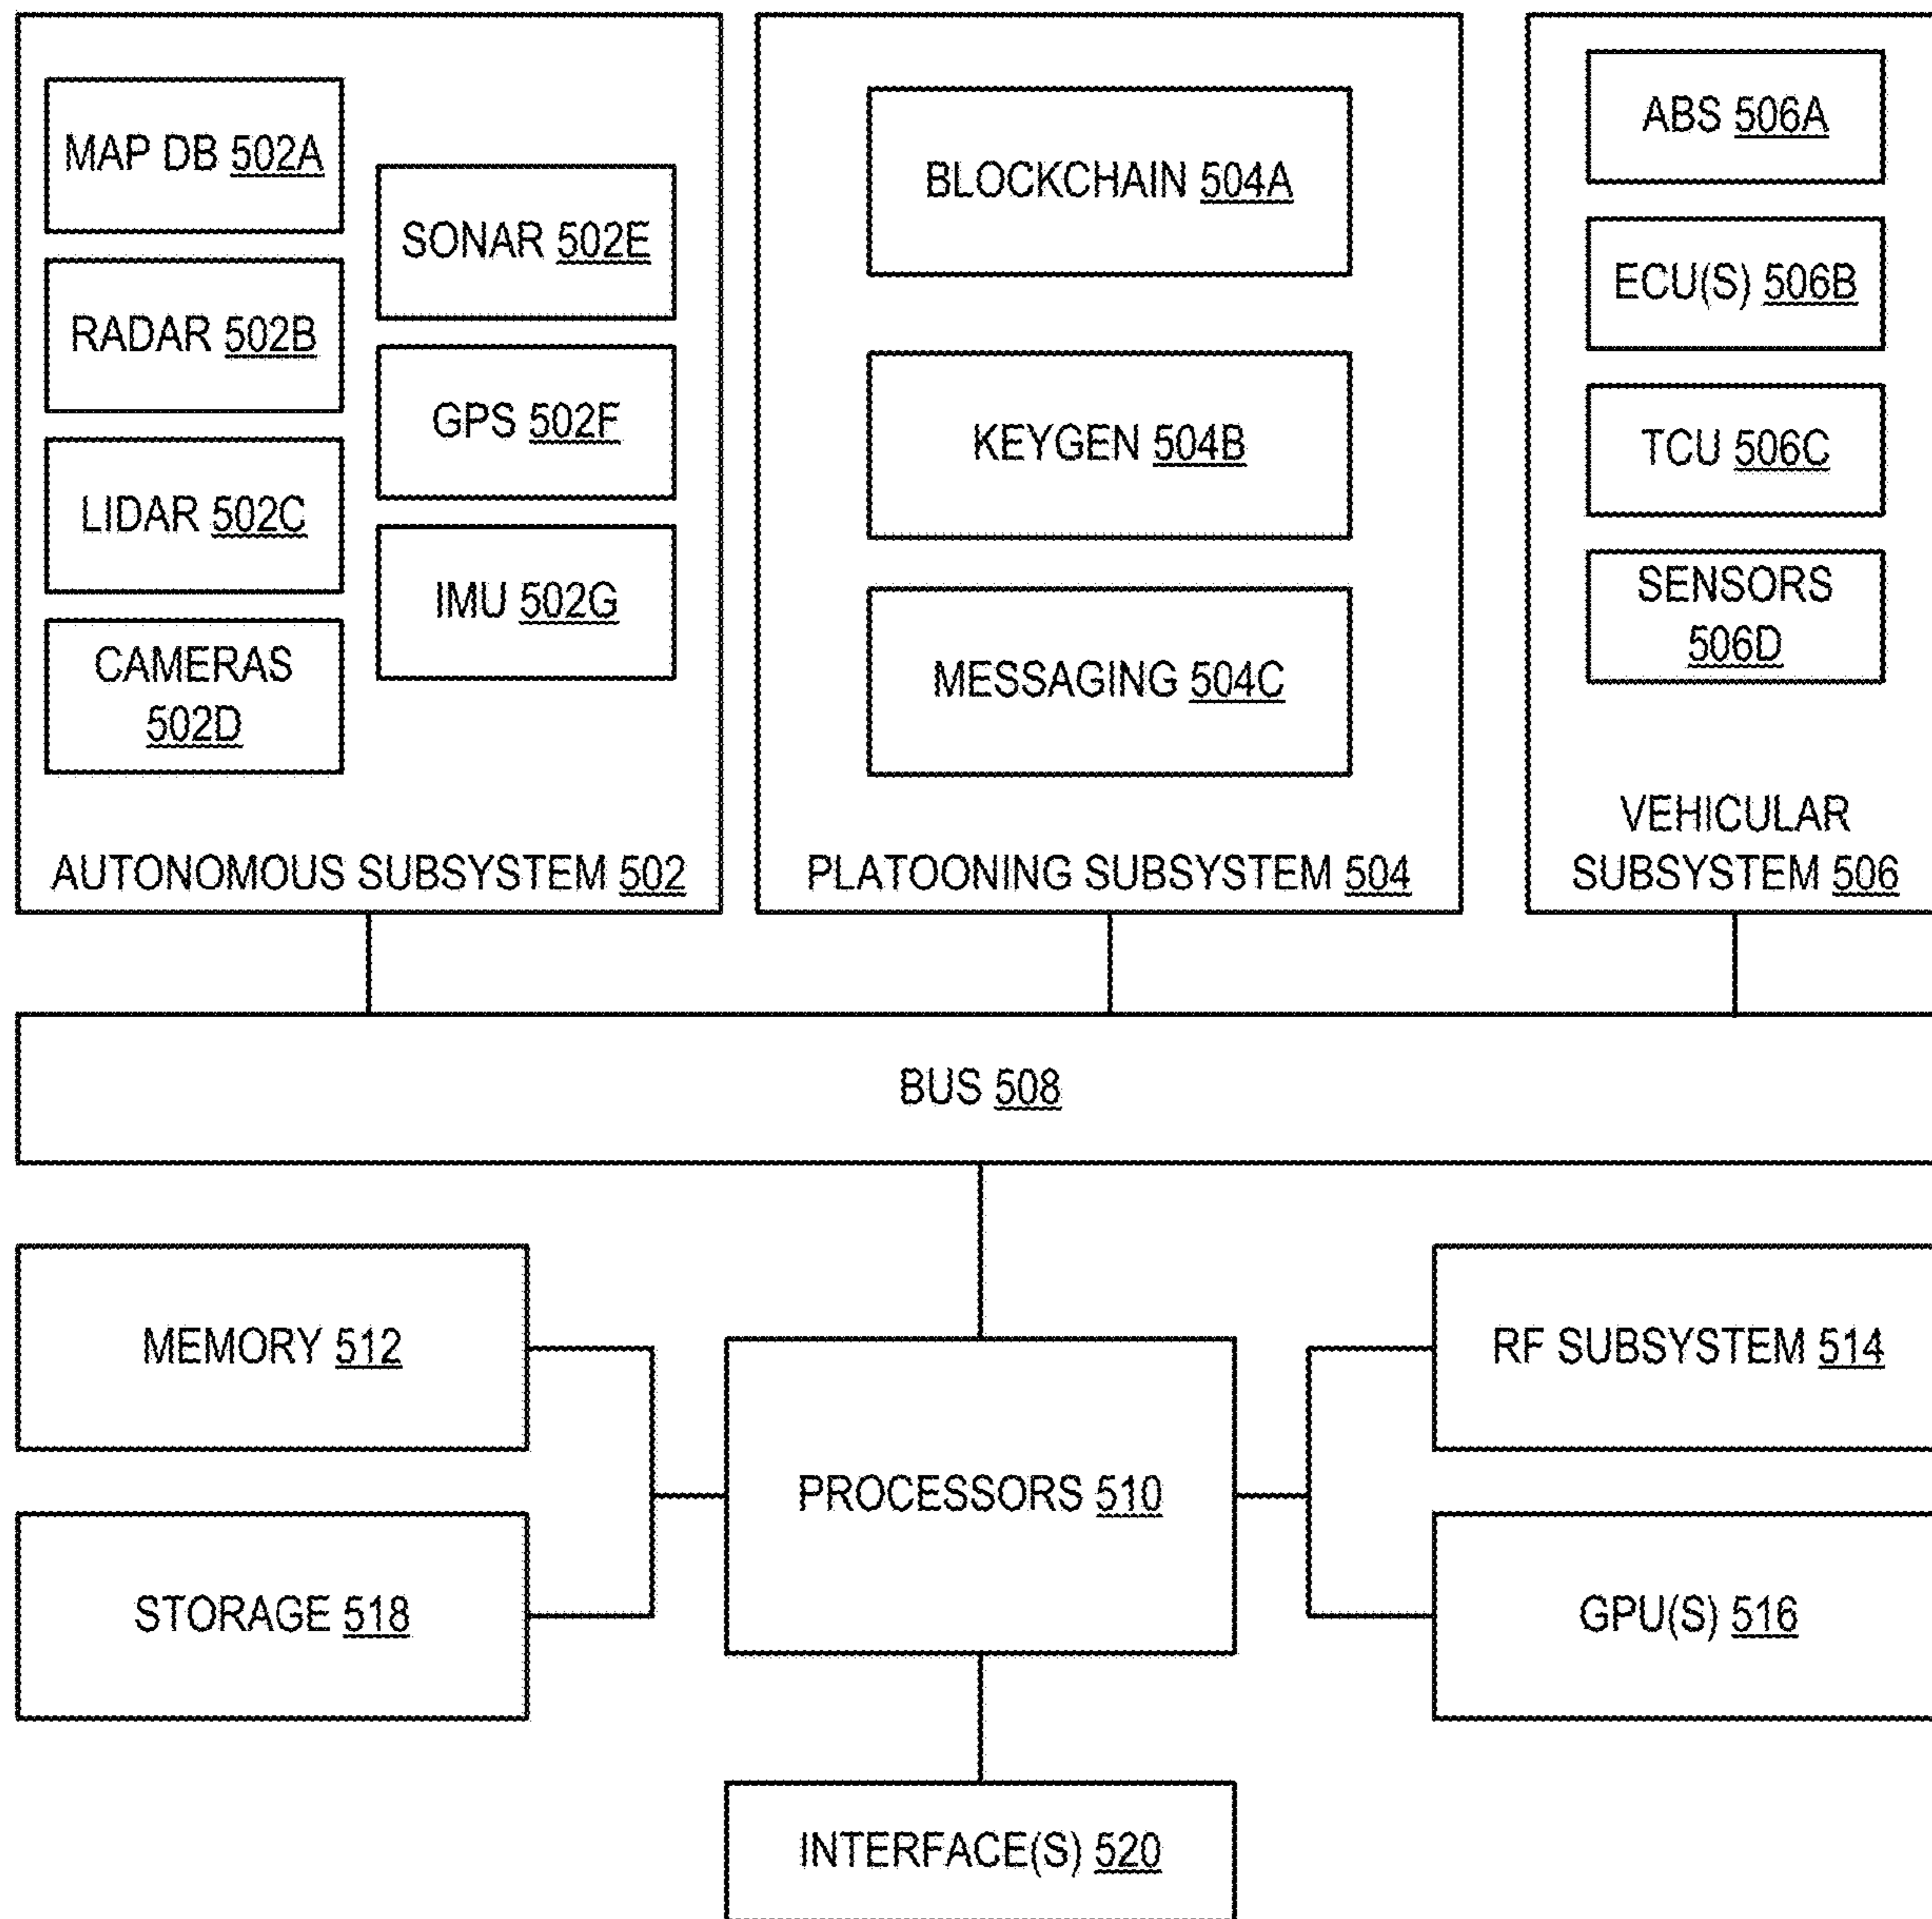 MAP DB 502A
RADAR 502B
LIDAR 502C
CAMERAS
502D
SONAR 502E
GPS 502F
IMU 502G
AUTONOMOUS SUBSYSTEM 502
BLOCKCHAIN 504A
KEYGEN 504B
MESSAGING 504C
PLATOONING SUBSYSTEM 504
ABS 506A
ECU(S) 506B
TCU 506C
SENSORS
506D
VEHICULAR
SUBSYSTEM 506
BUS 508
MEMORY 512
STORAGE 518
PROCESSORS 510
RF SUBSYSTEM 514
GPU(S) 516
INTERFACE(S) 520